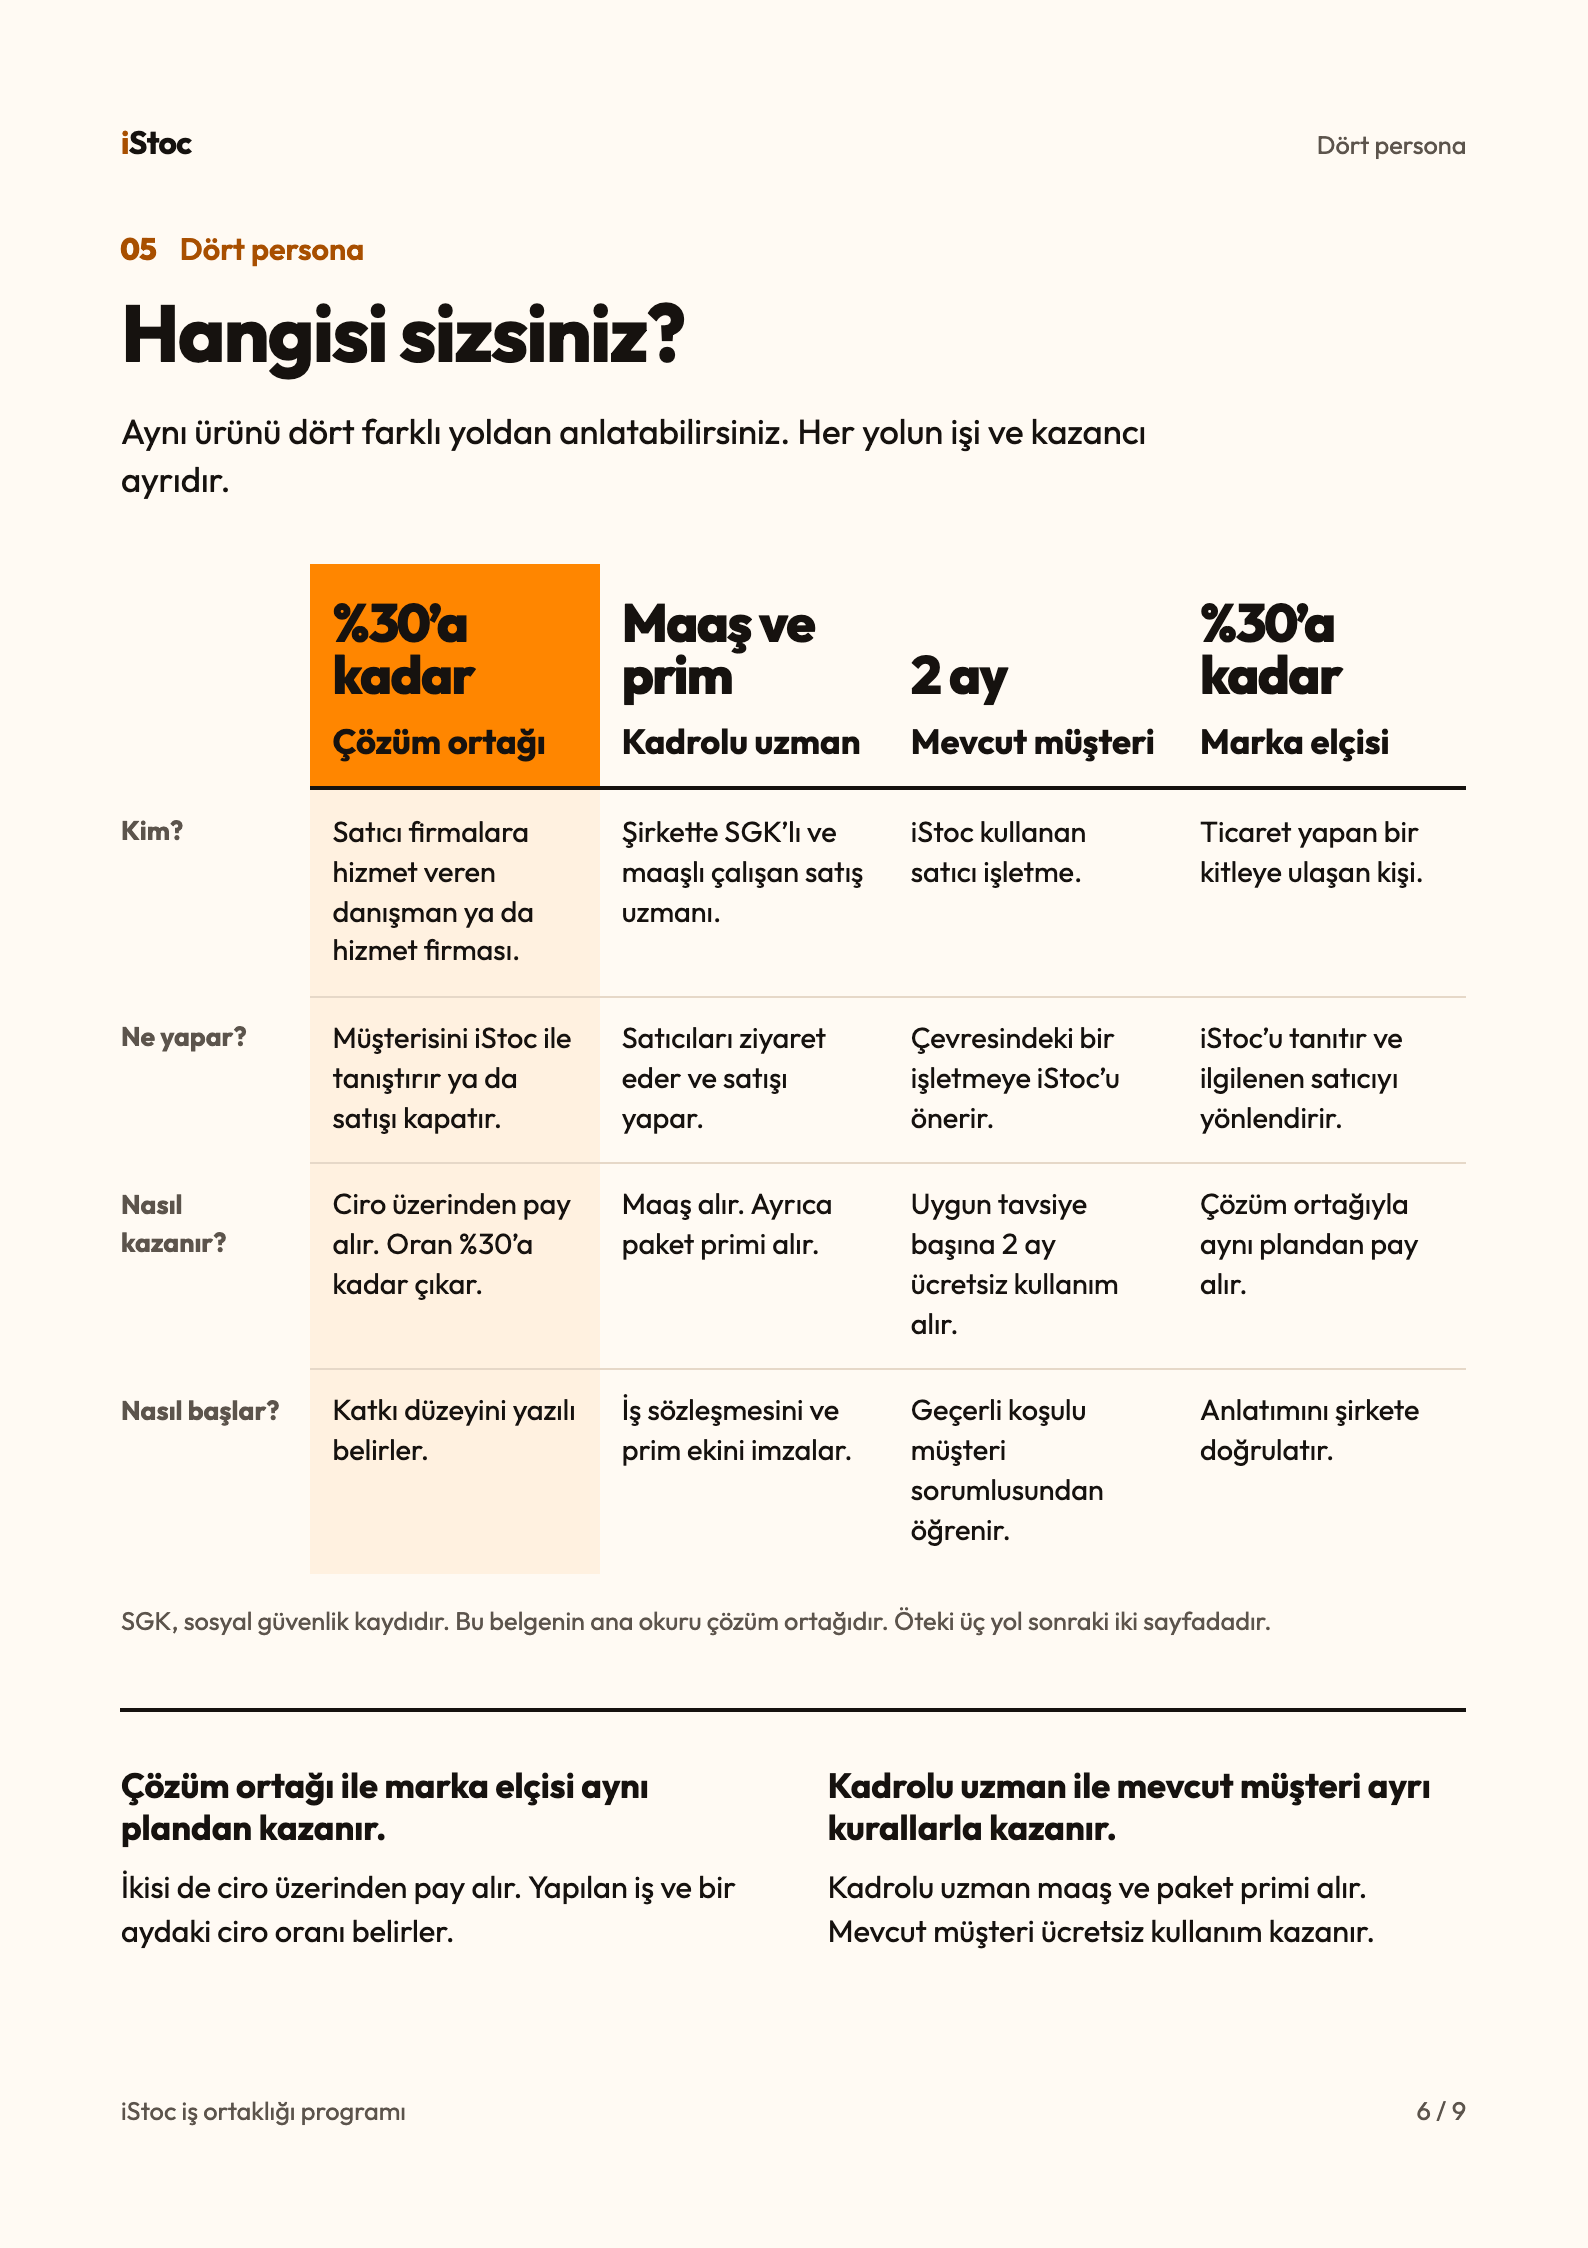 iStoc
Dört persona
05 Dört persona
Hangisi sizsiniz?
Aynı ürünü dört farklı yoldan anlatabilirsiniz. Her yolun işi ve kazancı
ayrıdır.
%30’a
kadar
Çözüm ortağı
Maaş ve
prim
Kadrolu uzman
2 ay
Mevcut müşteri
%30’a
kadar
Marka elçisi
Kim?
Satıcı firmalara
hizmet veren
danışman ya da
hizmet firması.
Şirkette SGK’lı ve
maaşlı çalışan satış
uzmanı.
iStoc kullanan
satıcı işletme.
Ticaret yapan bir
kitleye ulaşan kişi.
Ne yapar?
Müşterisini iStoc ile
tanıştırır ya da
satışı kapatır.
Satıcıları ziyaret
eder ve satışı
yapar.
Çevresindeki bir
işletmeye iStoc’u
önerir.
iStoc’u tanıtır ve
ilgilenen satıcıyı
yönlendirir.
Nasıl
kazanır?
Ciro üzerinden pay
alır. Oran %30’a
kadar çıkar.
Maaş alır. Ayrıca
paket primi alır.
Uygun tavsiye
başına 2 ay
ücretsiz kullanım
alır.
Çözüm ortağıyla
aynı plandan pay
alır.
Nasıl başlar?
Katkı düzeyini yazılı
belirler.
İş sözleşmesini ve
prim ekini imzalar.
Geçerli koşulu
müşteri
sorumlusundan
öğrenir.
Anlatımını şirkete
doğrulatır.
SGK, sosyal güvenlik kaydıdır. Bu belgenin ana okuru çözüm ortağıdır. Öteki üç yol sonraki iki sayfadadır.
Çözüm ortağı ile marka elçisi aynı
plandan kazanır.
İkisi de ciro üzerinden pay alır. Yapılan iş ve bir
aydaki ciro oranı belirler.
Kadrolu uzman ile mevcut müşteri ayrı
kurallarla kazanır.
Kadrolu uzman maaş ve paket primi alır.
Mevcut müşteri ücretsiz kullanım kazanır.
iStoc iş ortaklığı programı
6 / 9